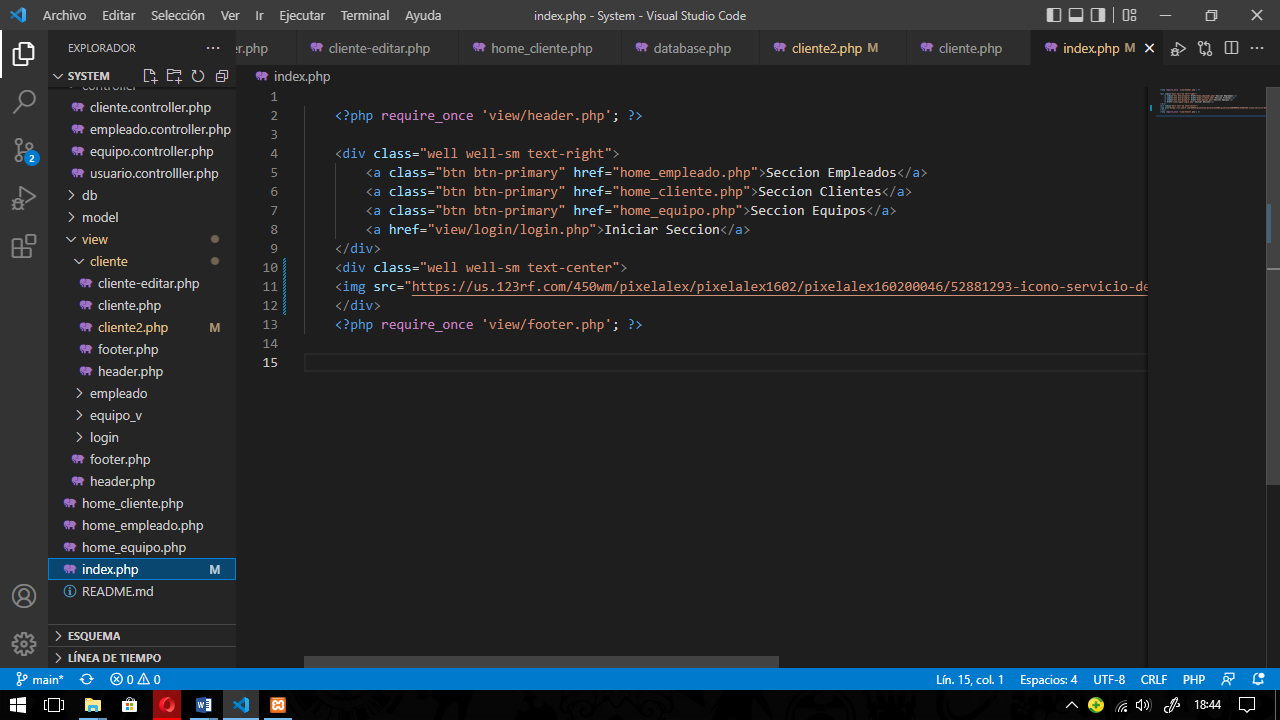 Archivo Editar Selección Ver Ir Ejecutar Terminal Ayuda index.php - System - Visual Studio Code
EXPLORADOR
SYSTEM
cliente.controller.php
empleado.controller.php
equipo.controller.php
usuario.controlller.php
db
model
view
cliente
cliente-editar.php
cliente.php
cliente2.php M
footer.php
header.php
empleado
equipo_v
login
footer.php
header.php
home_cliente.php
home_empleado.php
home_equipo.php
index.php M
README.md
ESQUEMA
LÍNEA DE TIEMPO
er.php cliente-editar.php home_cliente.php database.php cliente2.php M cliente.php index.php M
index.php
1
2 <?php require_once 'view/header.php'; ?>
3
4 <div class="well well-sm text-right">
5 <a class="btn btn-primary" href="home_empleado.php">Seccion Empleados</a>
6 <a class="btn btn-primary" href="home_cliente.php">Seccion Clientes</a>
7 <a class="btn btn-primary" href="home_equipo.php">Seccion Equipos</a>
8 <a href="view/login/login.php">Iniciar Seccion</a>
9 </div>
10 <div class="well well-sm text-center">
11 <img src="https://us.123rf.com/450wm/pixelalex/pixelalex1602/pixelalex160200046/52881293-icono-servicio-de
12 </div>
13 <?php require_once 'view/footer.php'; ?>
14
15
2
main* 0 0 Lín. 15, col. 1 Espacios: 4 UTF-8 CRLF PHP
18:44